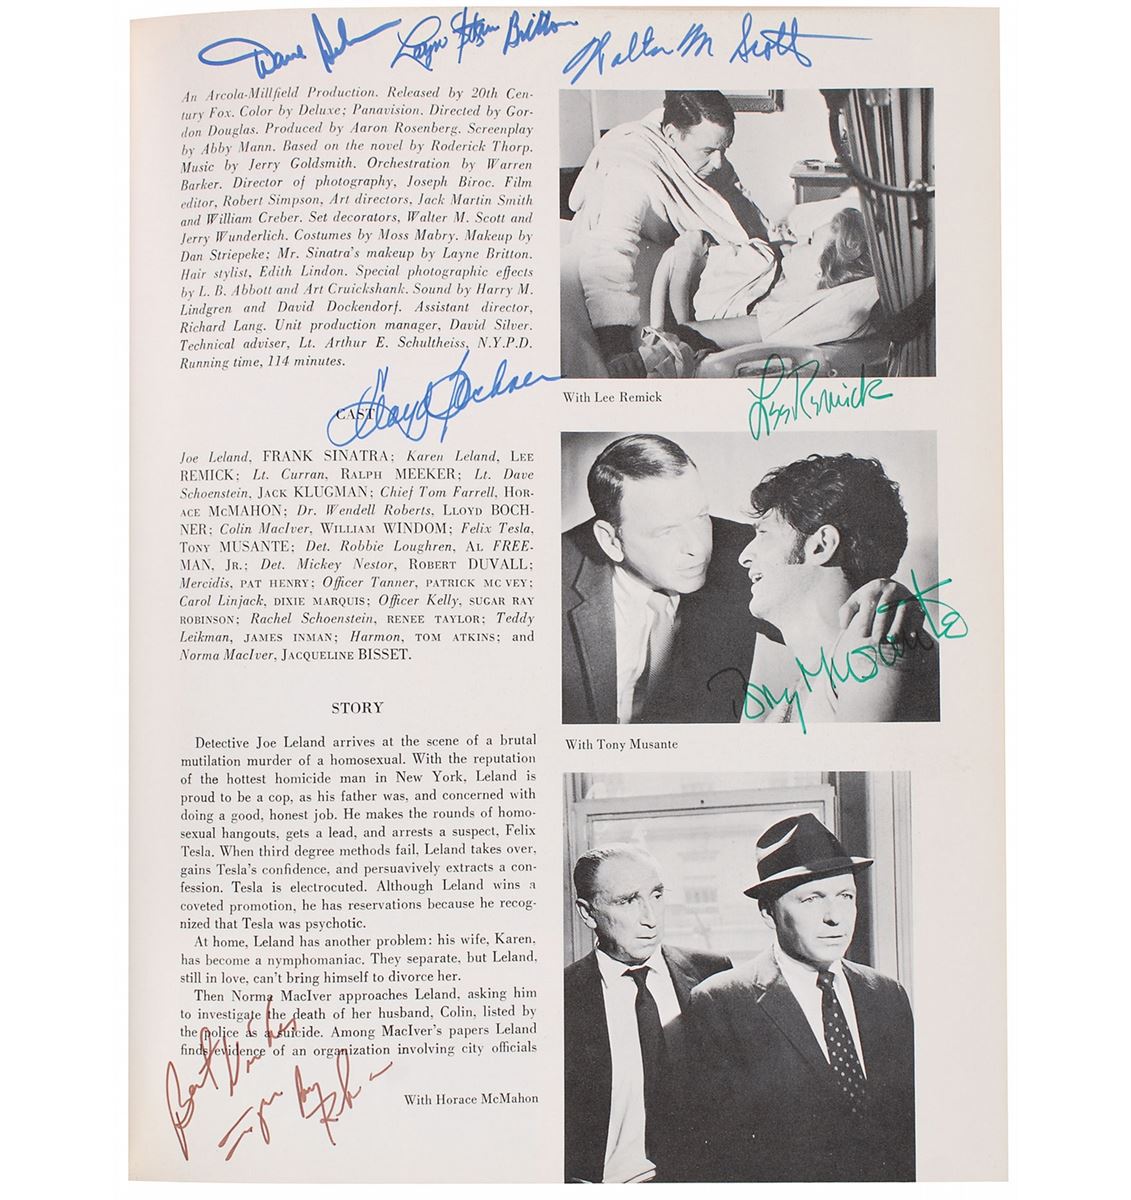 Dave Silver Layne Britton Walter M Scott
An Arcola-Millfield Production. Released by 20th Cen-
tury Fox. Color by Deluxe; Panavision. Directed by Gor-
don Douglas. Produced by Aaron Rosenberg. Screenplay
by Abby Mann. Based on the novel by Roderick Thorp.
Music by Jerry Goldsmith. Orchestration by Warren
Barker. Director of photography, Joseph Biroc. Film
editor, Robert Simpson, Art directors, Jack Martin Smith
and William Creber. Set decorators, Walter M. Scott and
Jerry Wunderlich. Costumes by Moss Mabry. Makeup by
Dan Striepeke; Mr. Sinatra's makeup by Layne Britton.
Hair stylist, Edith Lindon. Special photographic effects
by L. B. Abbott and Art Cruickshank. Sound by Harry M.
Lindgren and David Dockendorf. Assistant director,
Richard Lang. Unit production manager, David Silver.
Technical adviser, Lt. Arthur E. Schultheiss, N.Y.P.D.
Running time, 114 minutes.
Lloyd Bochner
CAST
Joe Leland, FRANK SINATRA; Karen Leland, LEE
REMICK; Lt. Curran, RALPH MEEKER; Lt. Dave
Schoenstein, JACK KLUGMAN; Chief Tom Farrell, HOR-
ACE MCMAHON; Dr. Wendell Roberts, LLOYD BOCH-
NER; Colin MacIver, WILLIAM WINDOM; Felix Tesla,
TONY MUSANTE; Det. Robbie Loughren, AL FREE-
MAN, JR.; Det. Mickey Nestor, ROBERT DUVALL;
Mercidis, PAT HENRY; Officer Tanner, PATRICK MC VEY;
Carol Linjack, DIXIE MARQUIS; Officer Kelly, SUGAR RAY
ROBINSON; Rachel Schoenstein, RENEE TAYLOR; Teddy
Leikman, JAMES INMAN; Harmon, TOM ATKINS; and
Norma MacIver, JACQUELINE BISSET.
STORY
Detective Joe Leland arrives at the scene of a brutal
mutilation murder of a homosexual. With the reputation
of the hottest homicide man in New York, Leland is
proud to be a cop, as his father was, and concerned with
doing a good, honest job. He makes the rounds of homo-
sexual hangouts, gets a lead, and arrests a suspect, Felix
Tesla. When third degree methods fail, Leland takes over,
gains Tesla's confidence, and persuavively extracts a con-
fession. Tesla is electrocuted. Although Leland wins a
coveted promotion, he has reservations because he recog-
nized that Tesla was psychotic.
At home, Leland has another problem: his wife, Karen,
has become a nymphomaniac. They separate, but Leland,
still in love, can't bring himself to divorce her.
Then Norma MacIver approaches Leland, asking him
to investigate the death of her husband, Colin, listed by
the police as a suicide. Among MacIver's papers Leland
finds evidence of an organization involving city officials
Best Wishes
Sugar Ray
With Lee Remick
Lee Remick
Tony Musante
With Tony Musante
With Horace McMahon